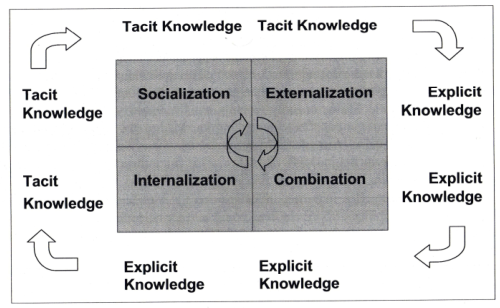 Tacit Knowledge Tacit Knowledge
Tacit
Knowledge
Socialization
Externalization
Explicit
Knowledge
Tacit
Knowledge
Internalization
Combination
Explicit
Knowledge
Explicit
Knowledge
Explicit
Knowledge